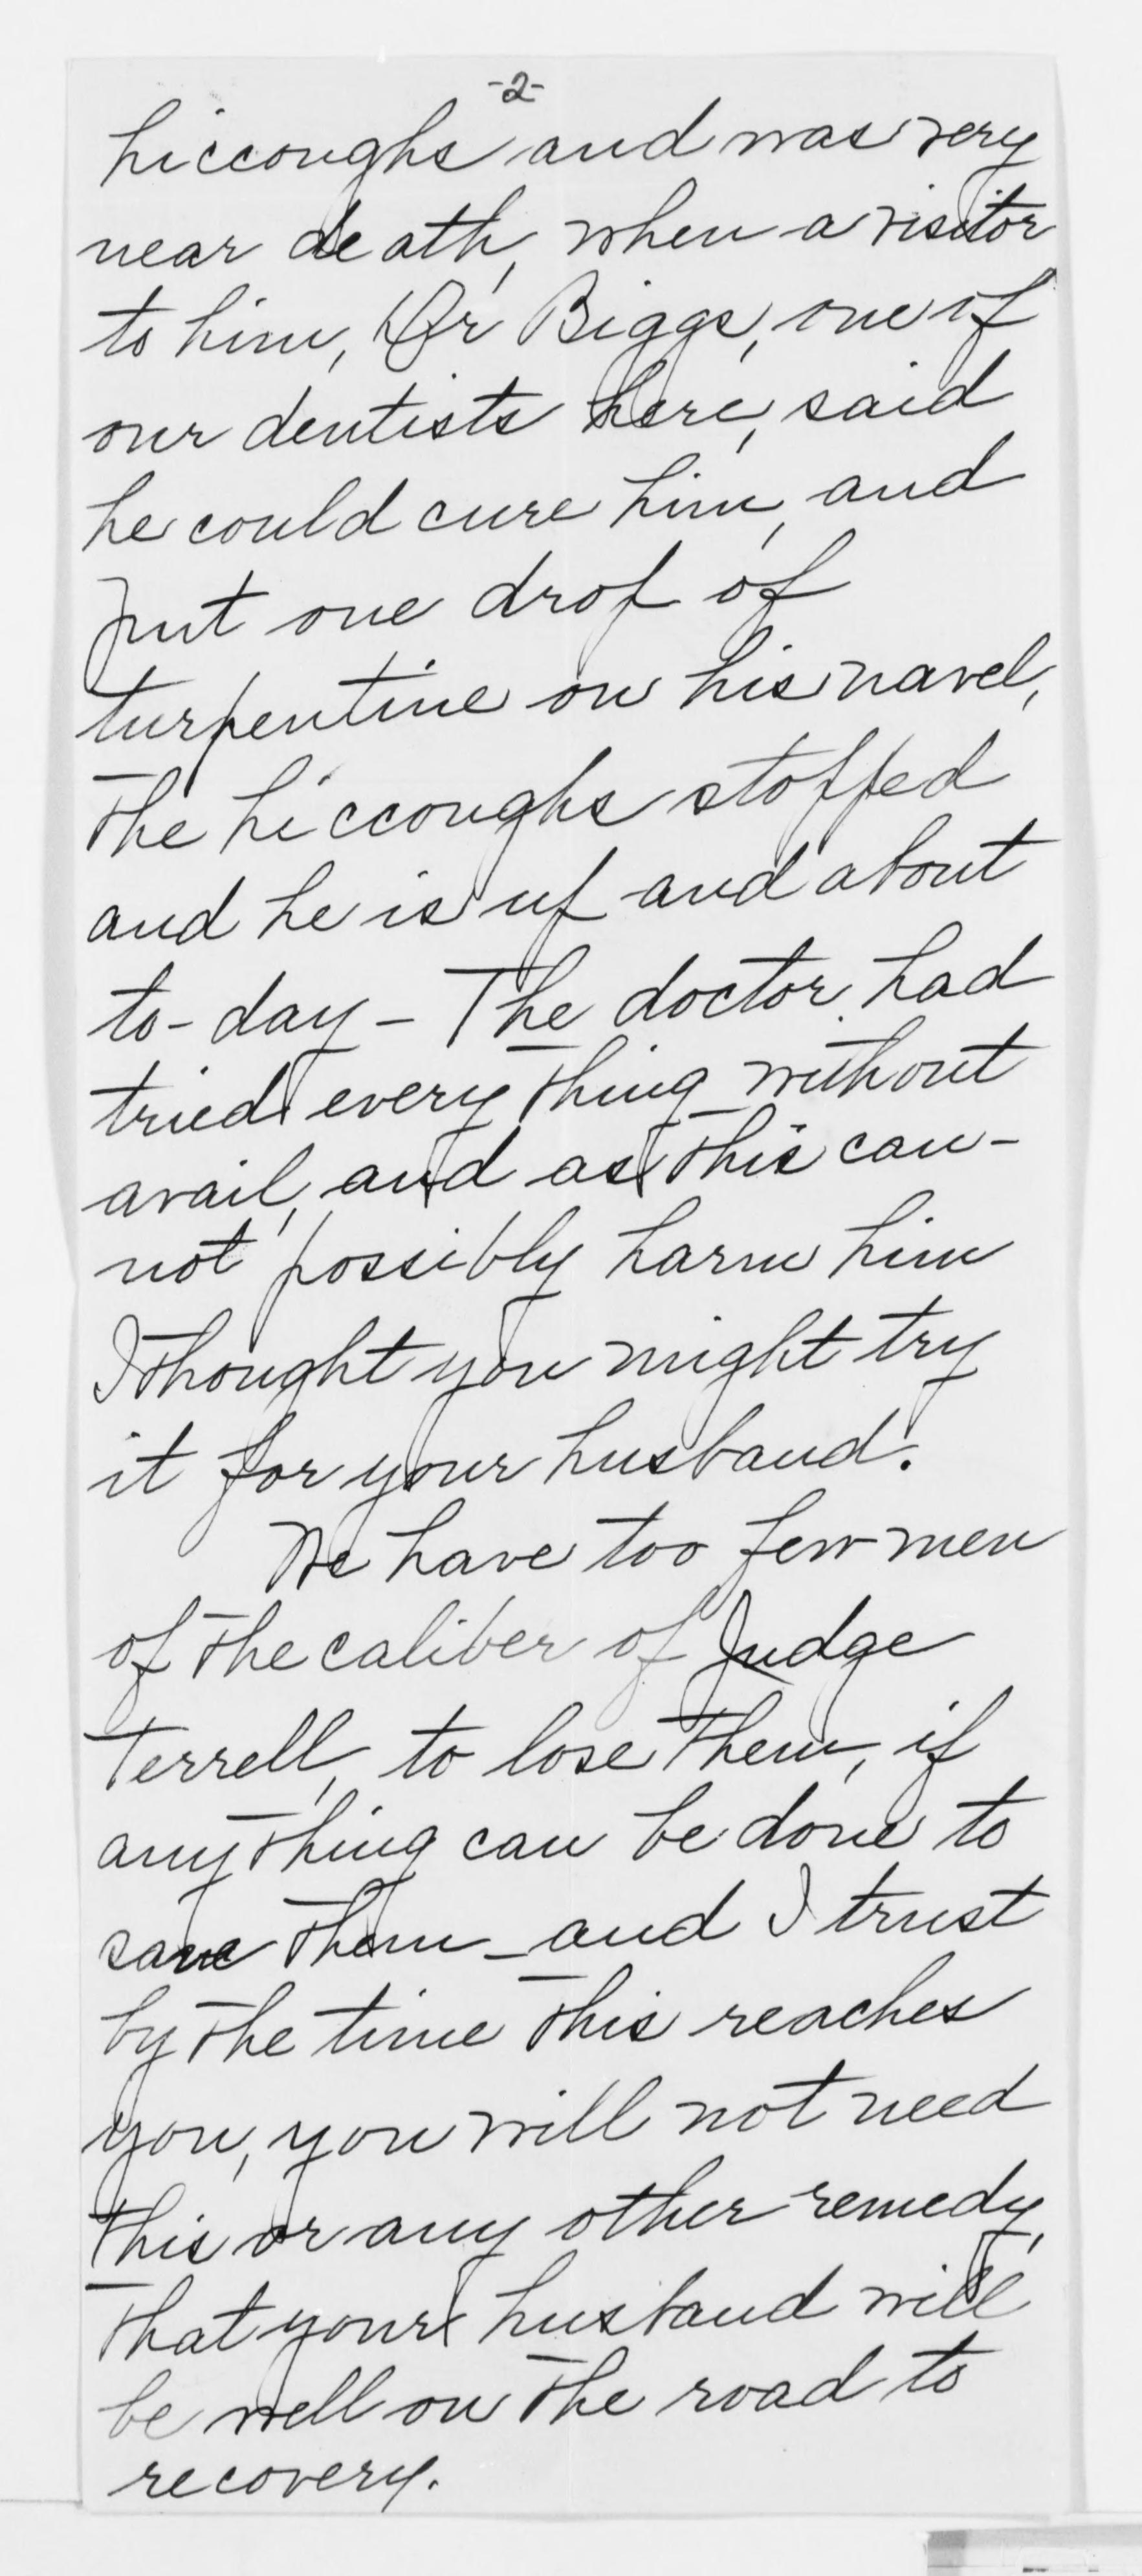 -2-
hiccoughs and was very
near death, when a visitor
to him, Dr Biggs, one of
our dentists here, said
he could cure him, and
put one drop of
turpentine on his navel,
the hiccoughs stopped
and he is up and about
to-day - The doctor had
tried every thing without
avail, and as this can-
not possibly harm him
I thought you might try
it for your husband.
We have too few men
of the caliber of Judge
Terrell, to lose them, if
anything can be done to
save them - and I trust
by the time this reaches
you, you will not need
this or any other remedy,
that your husband will
be well on the road to
recovery.